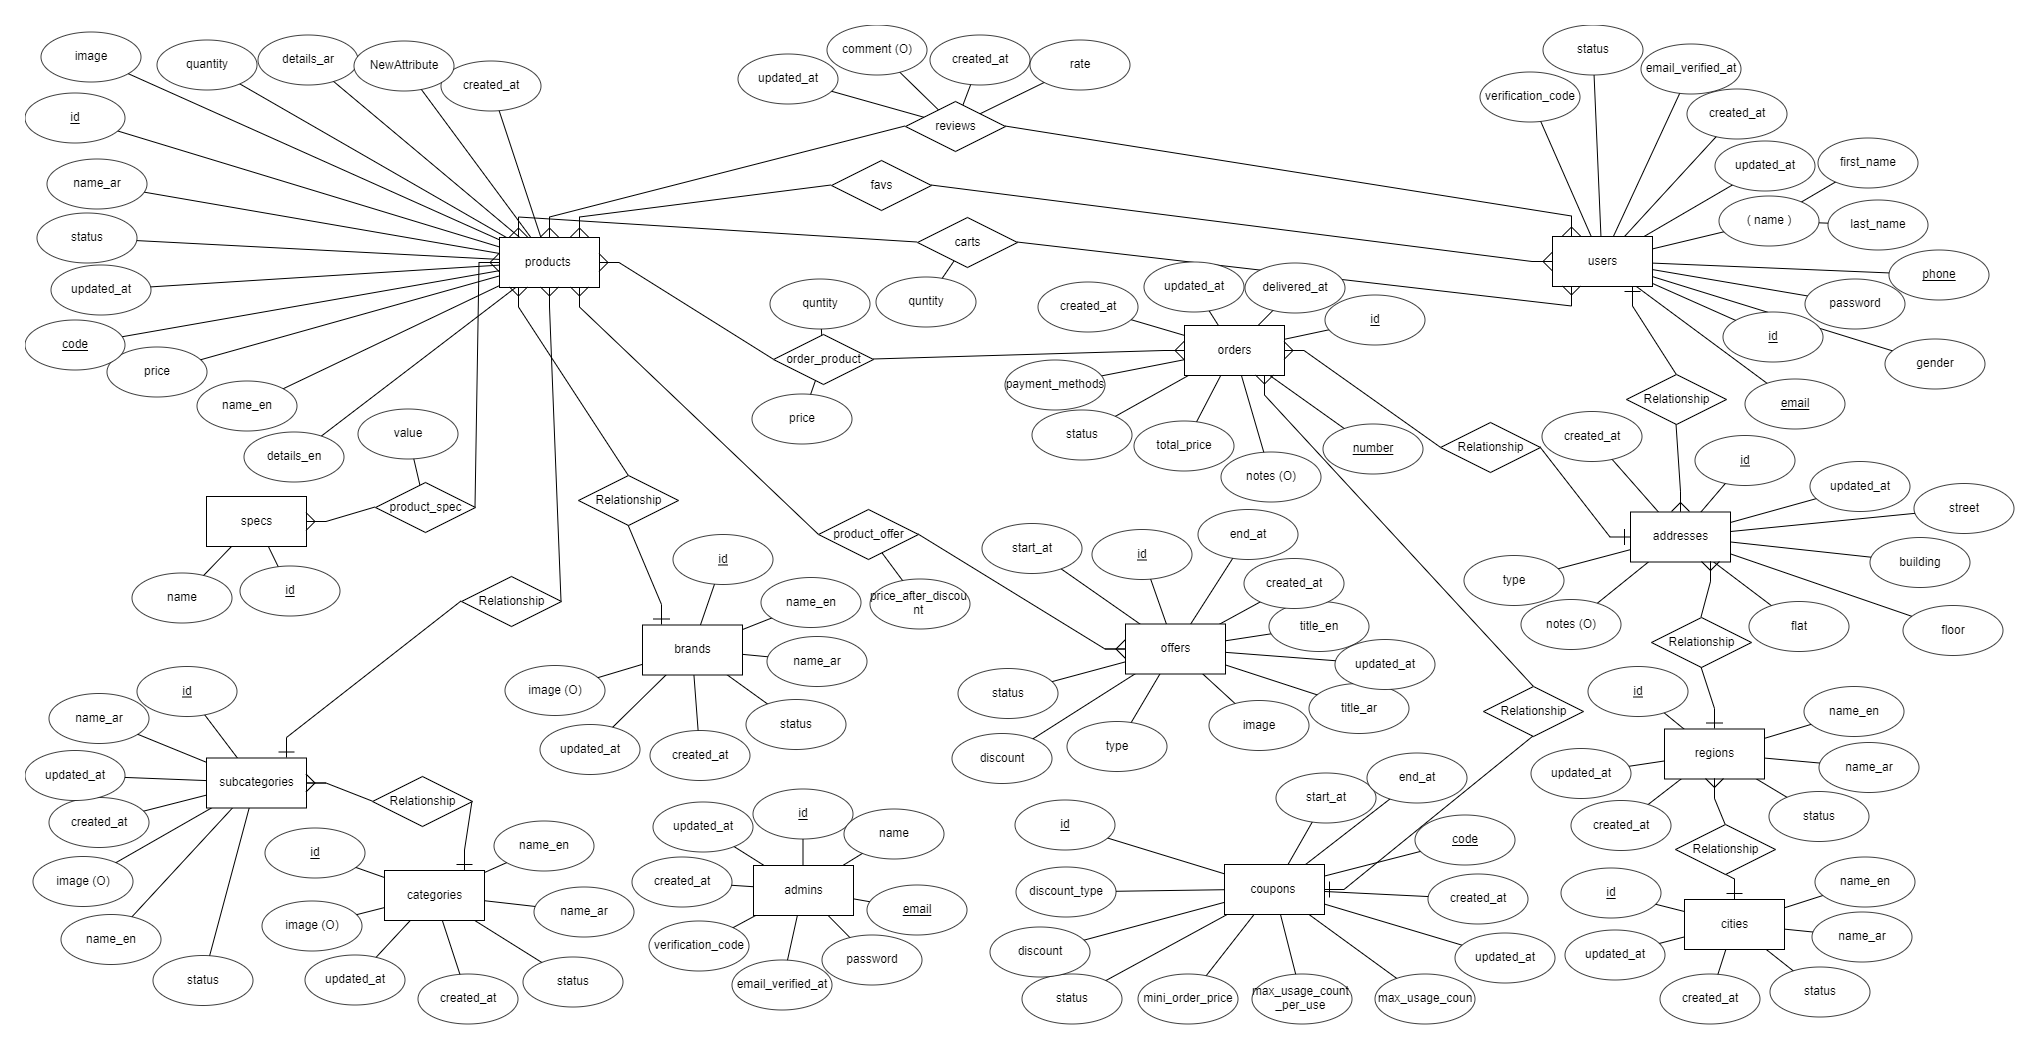 image
quantity
details_ar
NewAttribute
created_at
id
name_ar
status
updated_at
code
price
name_en
details_en
products
updated_at
comment (O)
created_at
rate
reviews
favs
carts
quntity
quntity
order_product
price
status
email_verified_at
verification_code
created_at
updated_at
first_name
( name )
last_name
phone
password
id
gender
email
users
created_at
updated_at
delivered_at
id
orders
payment_methods
status
total_price
notes (O)
number
Relationship
Relationship
created_at
id
updated_at
street
building
addresses
type
notes (O)
flat
floor
Relationship
value
product_spec
specs
name
id
Relationship
Relationship
product_offer
price_after_discou
nt
id
name_en
name_ar
brands
image (O)
updated_at
created_at
status
start_at
id
end_at
created_at
title_en
updated_at
title_ar
offers
status
discount
type
image
Relationship
id
name_en
name_ar
regions
updated_at
created_at
status
Relationship
id
name_ar
updated_at
created_at
subcategories
image (O)
name_en
status
Relationship
id
name_en
name_ar
categories
image (O)
updated_at
created_at
status
updated_at
id
name
created_at
admins
email
verification_code
email_verified_at
password
id
start_at
end_at
code
discount_type
coupons
created_at
discount
status
mini_order_price
max_usage_count
_per_use
max_usage_coun
updated_at
id
name_en
name_ar
cities
updated_at
created_at
status